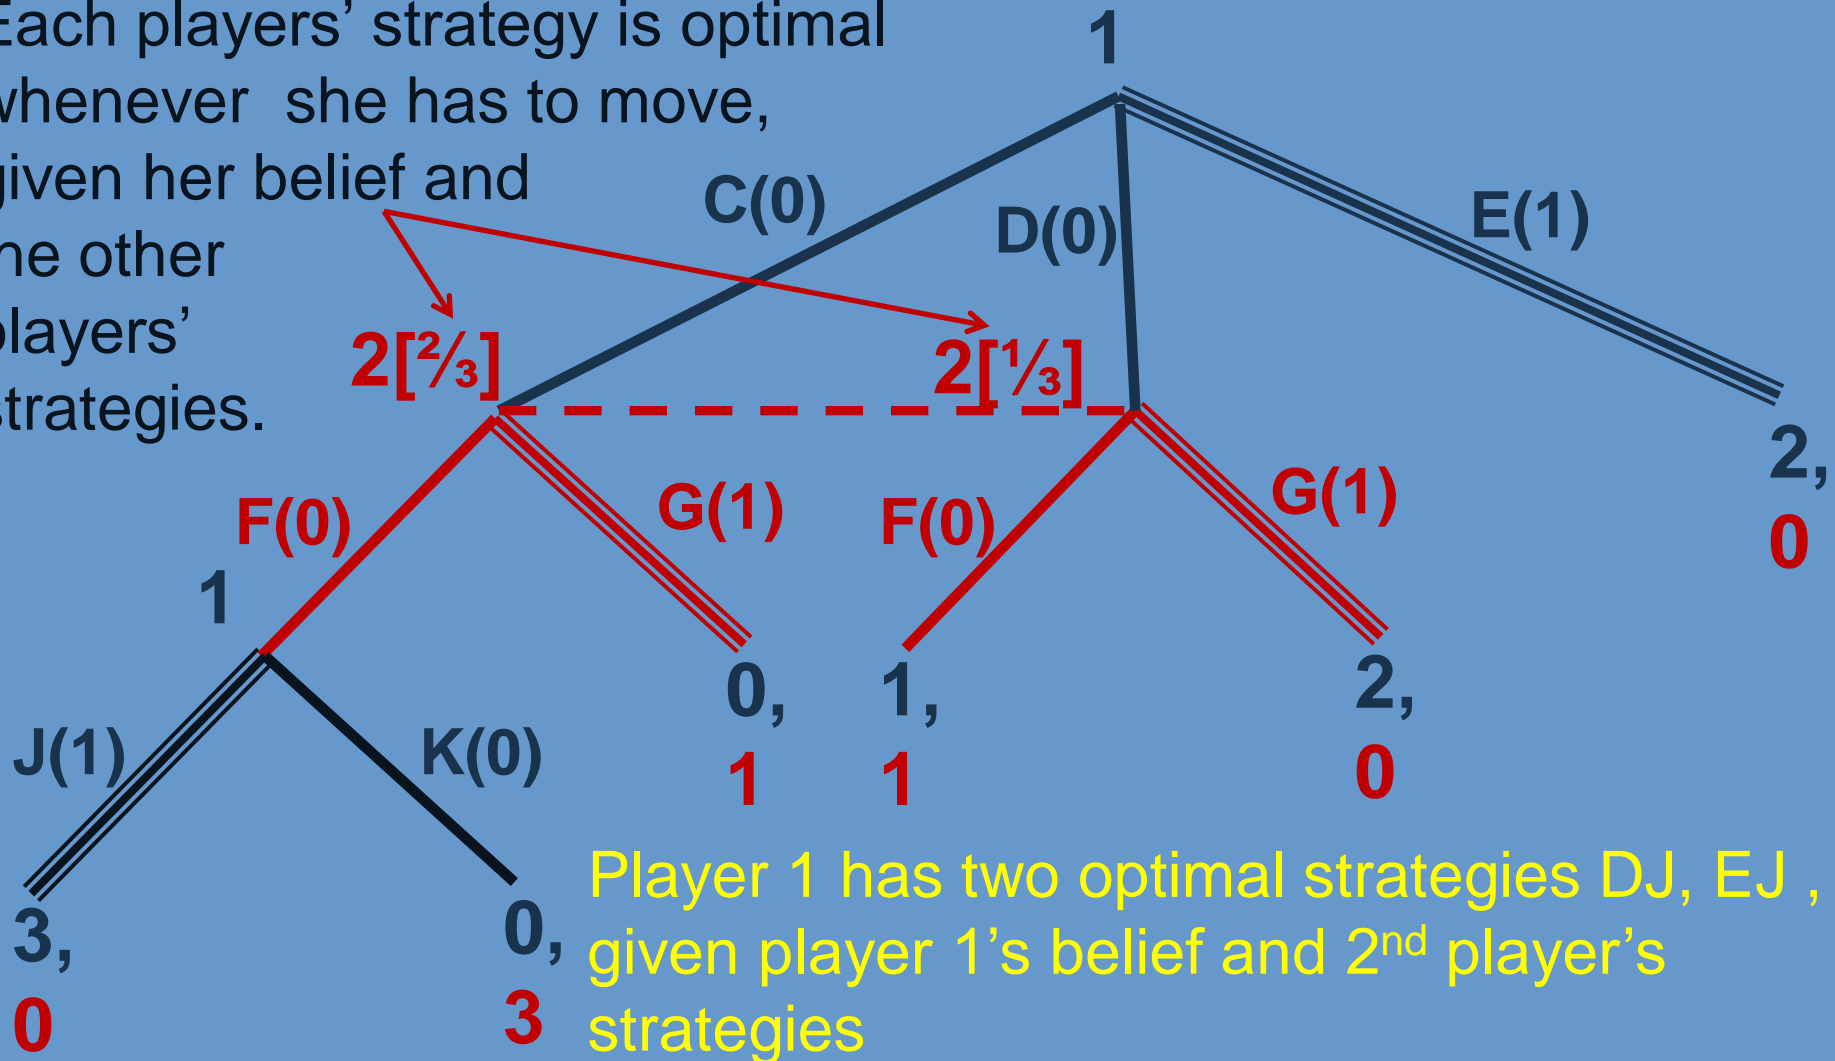 Each players' strategy is optimal
whenever she has to move,
given her belief and
the other
players'
strategies.
1
C(0)
D(0)
E(1)
2[⅔]
2[⅓]
2,
0
F(0)
G(1)
F(0)
G(1)
1
0,
1
1,
1
2,
0
J(1)
K(0)
3,
0
0,
3
Player 1 has two optimal strategies DJ, EJ ,
given player 1's belief and 2nd player's
strategies